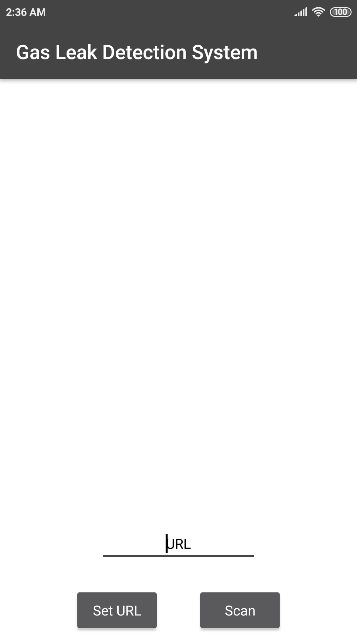 2:36 AM
100
Gas Leak Detection System
URL
Set URL
Scan